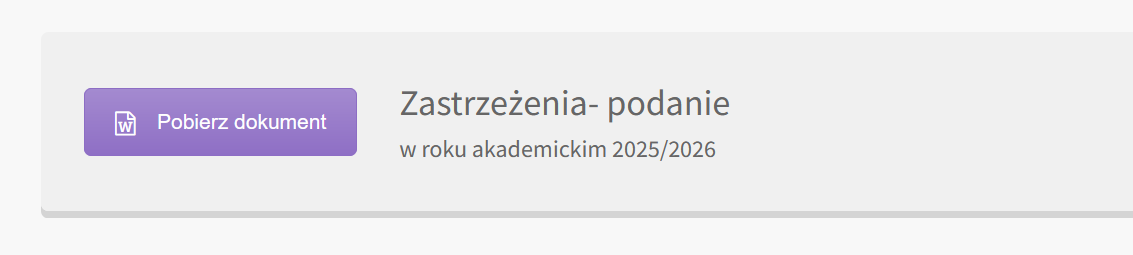 Pobierz dokument
Zastrzeżenia- podanie
w roku akademickim 2025/2026